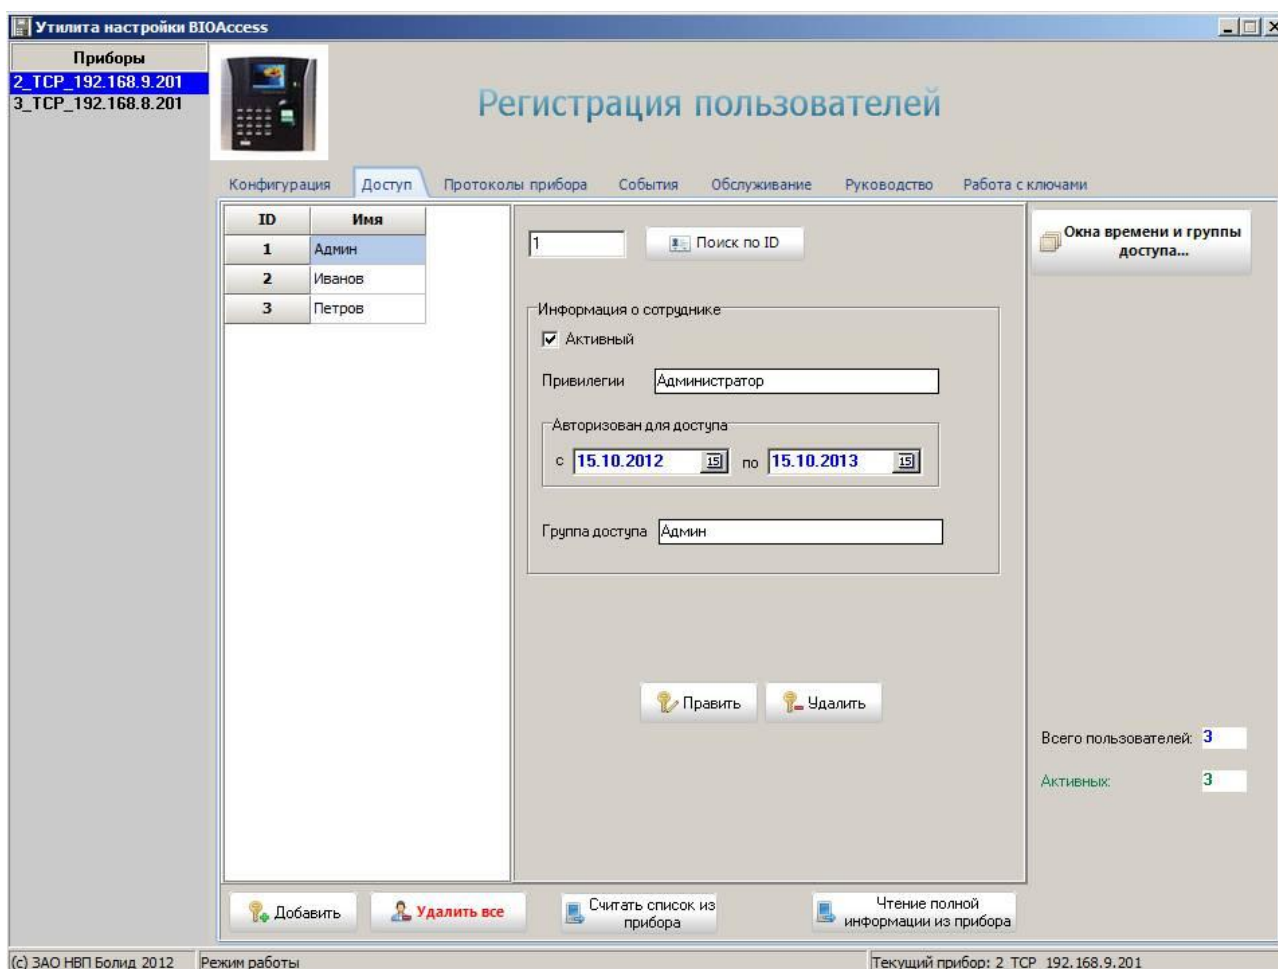 Утилита настройки BIOAccess
Приборы
2_TCP_192.168.9.201
3_TCP_192.168.8.201
Регистрация пользователей
Конфигурация Доступ Протоколы прибора События Обслуживание Руководство Работа с ключами
ID Имя
1 Админ
2 Иванов
3 Петров
1 Поиск по ID
Информация о сотруднике
Активный
Привилегии Администратор
Авторизован для доступа
с 15.10.2012 15 по 15.10.2013 15
Группа доступа Админ
Править Удалить
Окна времени и группы
доступа...
Всего пользователей: 3
Активных: 3
Добавить Удалить все
Считать список из
прибора
Чтение полной
информации из прибора
(с) ЗАО НВП Болид 2012 Режим работы Текущий прибор: 2_TCP_192.168.9.201